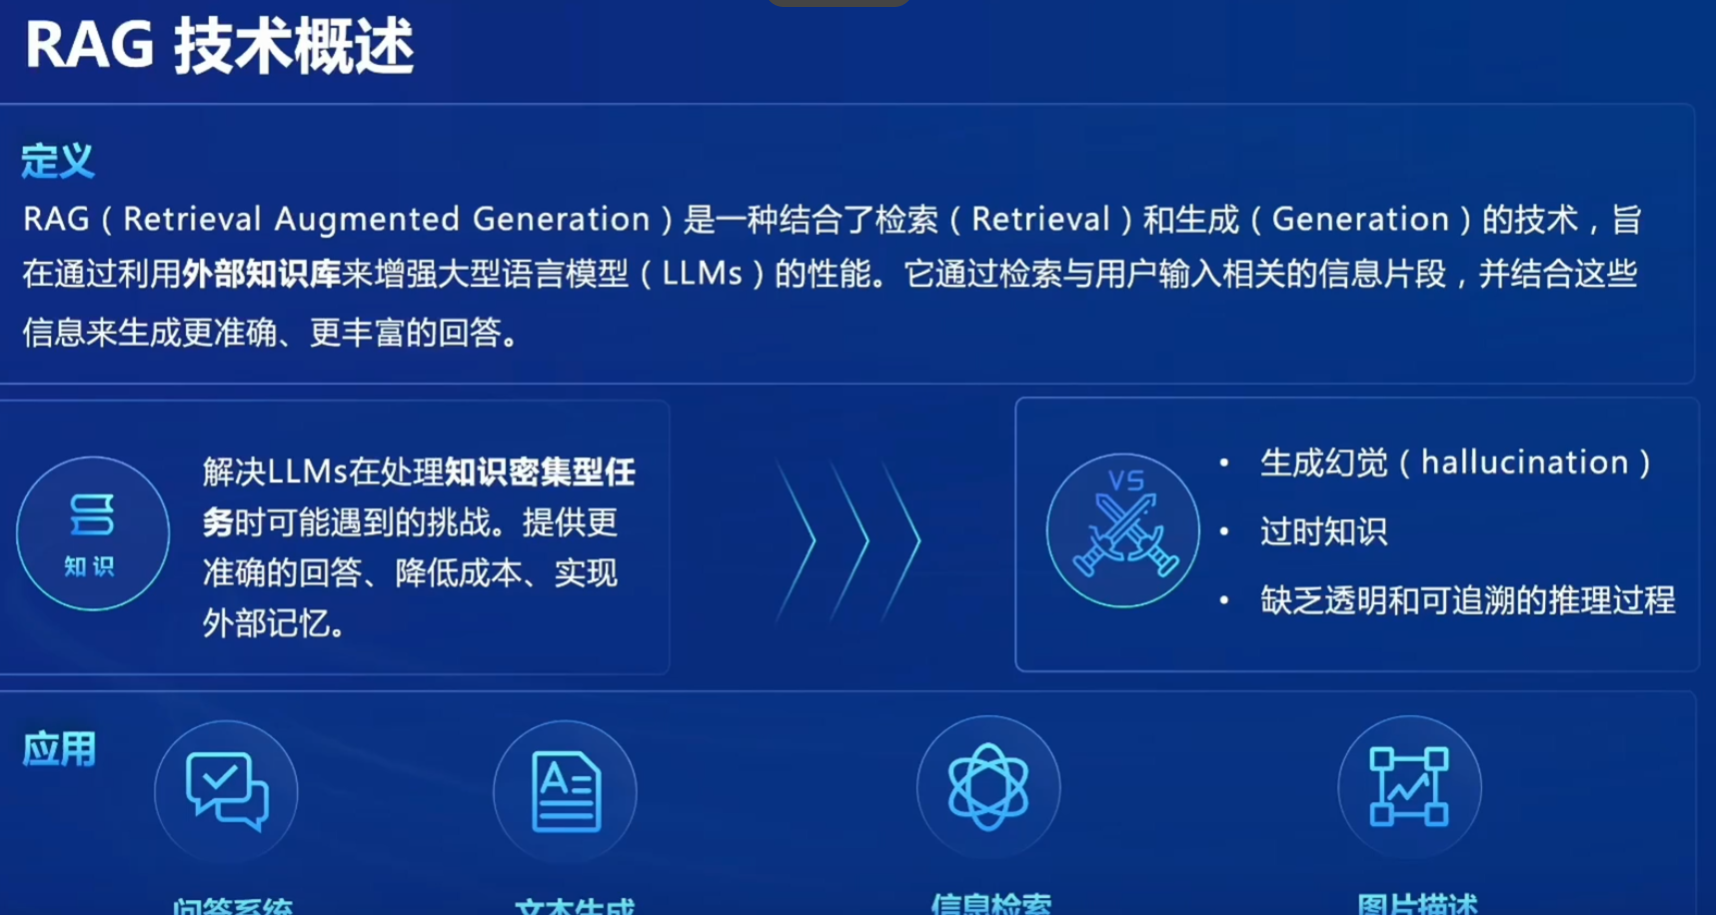 RAG 技术概述
定义
RAG（Retrieval Augmented Generation）是一种结合了检索（Retrieval）和生成（Generation）的技术，旨
在通过利用外部知识库来增强大型语言模型（LLMs）的性能。它通过检索与用户输入相关的信息片段，并结合这些
信息来生成更准确、更丰富的回答。
知识
解决LLMs在处理知识密集型任
务时可能遇到的挑战。提供更
准确的回答、降低成本、实现
外部记忆。
VS
• 生成幻觉（hallucination）
• 过时知识
• 缺乏透明和可追溯的推理过程
应用
问答系统
文本生成
信息检索
图片描述